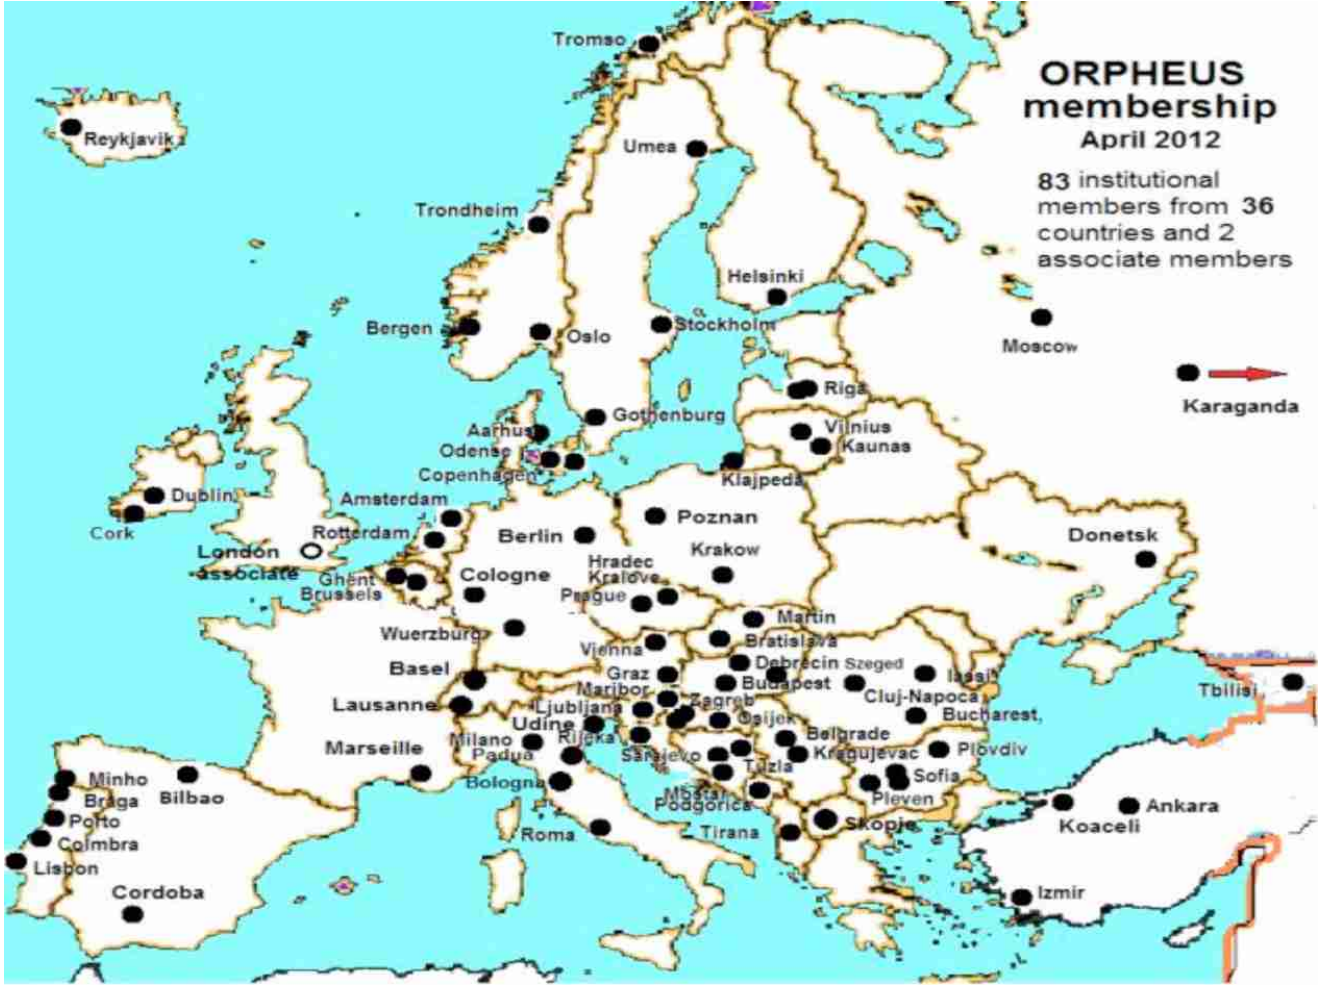 Tromso
ORPHEUS
membership
April 2012
Reykjavik
Umea
83 institutional
members from 36
countries and 2
associate members
Trondheim
Helsinki
Bergen
Oslo
Stockholm
Moscow
Riga
Karaganda
Gothenburg
Aarhus
Vilnius
Odense
Kaunas
Copenhagen
Klajpeda
Dublin
Amsterdam
Cork
Rotterdam
Berlin
Poznan
Donetsk
London
associate
Krakow
Hradec
Kralove
Ghent
Brussels
Cologne
Prague
Martin
Wuerzburg
Bratislava
Vienna
Basel
Graz
Debrecin
Szeged
Iassi
Maribor
Budapest
Tbilisi
Cluj-Napoca
Lausanne
Ljubljana
Zagreb
Bucharest,
Udine
Osijek
Rijeka
Belgrade
Milano
Marseille
Padua
Sarajevo
Kragujevac
Plovdiv
Tuzla
Minho
Bologna
Sofia
Braga
Bilbao
Mostar
Pleven
Podgorica
Ankara
Porto
Roma
Tirana
Skopje
Koaceli
Coimbra
Lisbon
Cordoba
Izmir